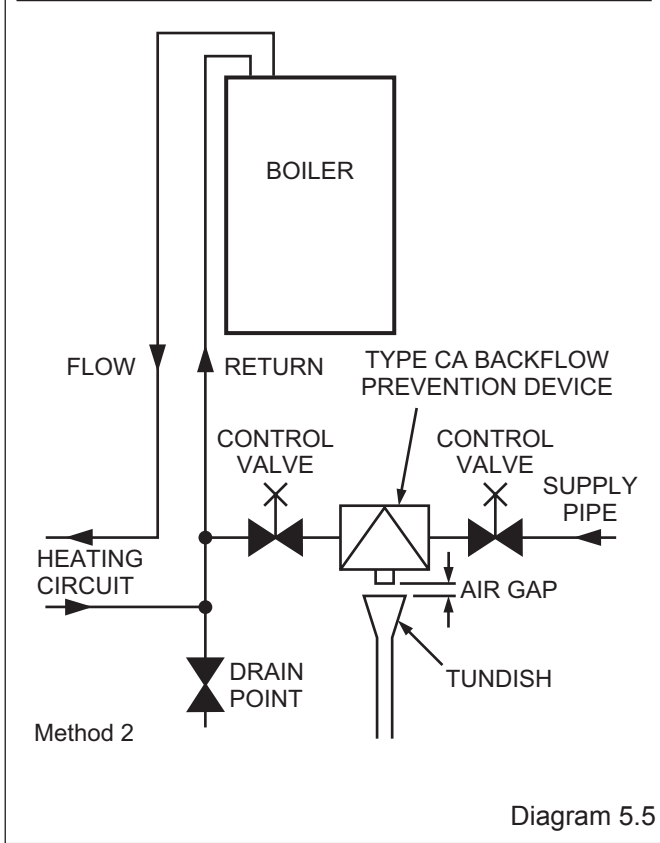 BOILER
FLOW
RETURN
TYPE CA BACKFLOW
PREVENTION DEVICE
CONTROL
VALVE
CONTROL
VALVE
SUPPLY
PIPE
HEATING
CIRCUIT
AIR GAP
DRAIN
POINT
TUNDISH
Method 2
Diagram 5.5